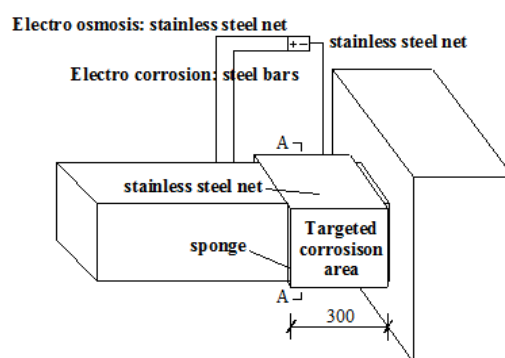 Electro osmosis: stainless steel net
+ −
stainless steel net
Electro corrosion: steel bars
A
stainless steel net
Targeted
corrosison
area
sponge
A
300